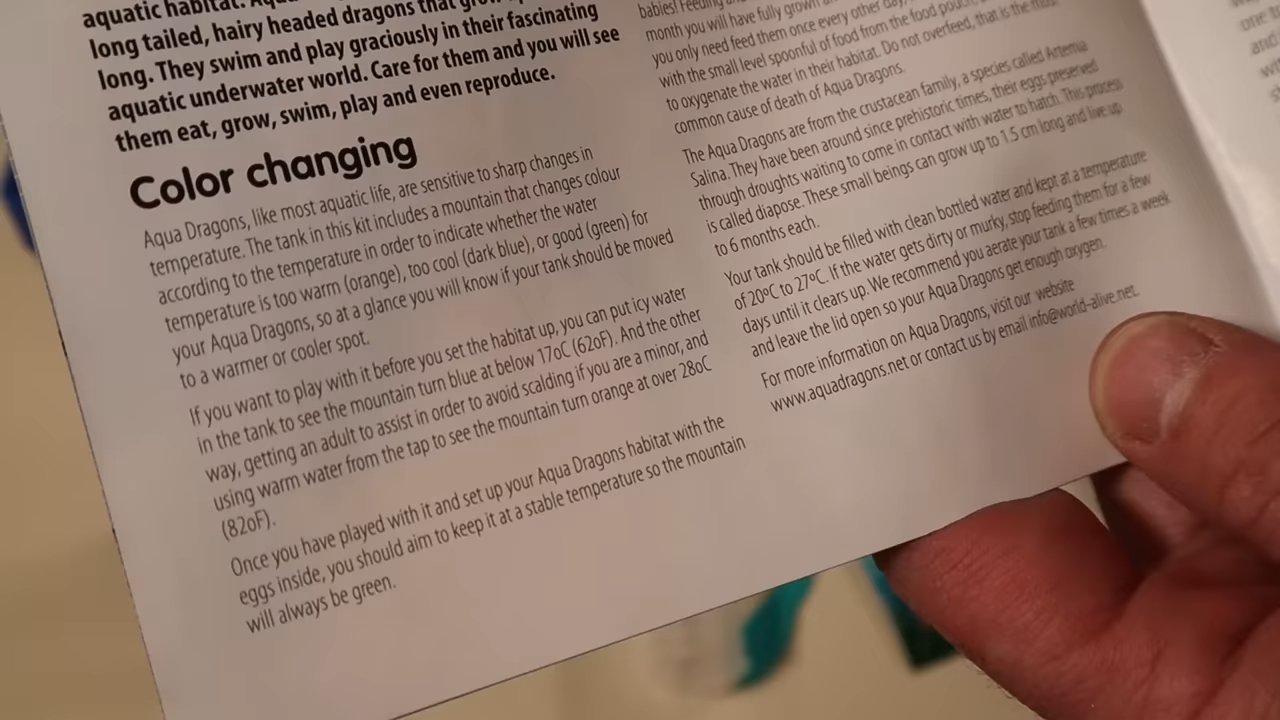 aquatic habitat.
long tailed, hairy headed dragons that
long. They swim and play graciously in their fascinating
aquatic underwater world. Care for them and you will see
them eat, grow, swim, play and even reproduce.
Color changing
Aqua Dragons, like most aquatic life, are sensitive to sharp changes in
temperature. The tank in this kit includes a mountain that changes colour
according to the temperature in order to indicate whether the water
temperature is too warm (orange), too cool (dark blue), or good (green) for
your Aqua Dragons, so at a glance you will know if your tank should be moved
to a warmer or cooler spot.
If you want to play with it before you set the habitat up, you can put icy water
in the tank to see the mountain turn blue at below 17oC (62oF). And the other
way, getting an adult to assist in order to avoid scalding if you are a minor, and
using warm water from the tap to see the mountain turn orange at over 28oC
(82oF).
Once you have played with it and set up your Aqua Dragons habitat with the
eggs inside, you should aim to keep it at a stable temperature so the mountain
will always be green.
babies! Feeding
month you will have fully grown
you only need feed them once every other day,
with the small level spoonful of food from the food pouch,
to oxygenate the water in their habitat. Do not overfeed, that is the most
common cause of death of Aqua Dragons.
The Aqua Dragons are from the crustacean family, a species called Artemia
Salina. They have been around since prehistoric times, their eggs preserved
through droughts waiting to come in contact with water to hatch. This process
is called diapose. These small beings can grow up to 1.5 cm long and live up
to 6 months each.
Your tank should be filled with clean bottled water and kept at a temperature
of 20ºC to 27ºC. If the water gets dirty or murky, stop feeding them for a few
days until it clears up. We recommend you aerate your tank a few times a week
and leave the lid open so your Aqua Dragons get enough oxygen.
For more information on Aqua Dragons, visit our website
www.aquadragons.net or contact us by email info@world-alive.net.